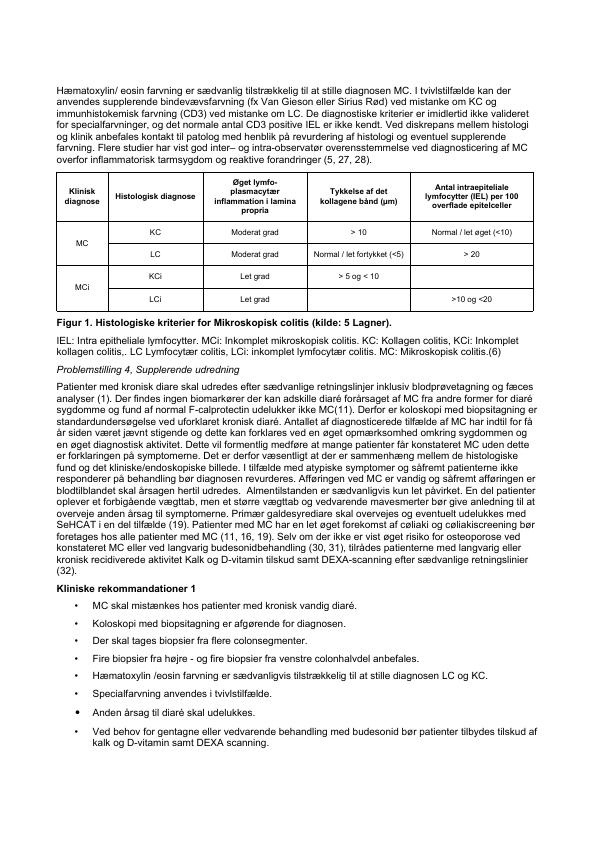 Hæmatoxylin/ eosin farvning er sædvanlig tilstrækkelig til at stille diagnosen MC. I tvivlstilfælde kan der
anvendes supplerende bindevævsfarvning (fx Van Gieson eller Sirius Rød) ved mistanke om KC og
immunhistokemisk farvning (CD3) ved mistanke om LC. De diagnostiske kriterier er imidlertid ikke valideret
for specialfarvninger, og det normale antal CD3 positive IEL er ikke kendt. Ved diskrepans mellem histologi
og klinik anbefales kontakt til patolog med henblik på revurdering af histologi og eventuel supplerende
farvning. Flere studier har vist god inter– og intra-observatør overensstemmelse ved diagnosticering af MC
overfor inflammatorisk tarmsygdom og reaktive forandringer (5, 27, 28).
Klinisk
diagnose
Histologisk diagnose
Øget lymfo-
plasmacytær
inflammation i lamina
propria
Tykkelse af det
kollagene bånd (µm)
Antal intraepiteliale
lymfocytter (IEL) per 100
overflade epitelceller
MC
KC
Moderat grad
> 10
Normal / let øget (<10)
LC
Moderat grad
Normal / let fortykket (<5)
> 20
MCi
KCi
Let grad
> 5 og < 10
LCi
Let grad
>10 og <20
Figur 1. Histologiske kriterier for Mikroskopisk colitis (kilde: 5 Lagner).
IEL: Intra epitheliale lymfocytter. MCi: Inkomplet mikroskopisk colitis. KC: Kollagen colitis, KCi: Inkomplet
kollagen colitis,. LC Lymfocytær colitis, LCi: inkomplet lymfocytær colitis. MC: Mikroskopisk colitis.(6)
Problemstilling 4, Supplerende udredning
Patienter med kronisk diare skal udredes efter sædvanlige retningslinjer inklusiv blodprøvetagning og fæces
analyser (1). Der findes ingen biomarkører der kan adskille diaré forårsaget af MC fra andre former for diaré
sygdomme og fund af normal F-calprotectin udelukker ikke MC(11). Derfor er koloskopi med biopsitagning er
standardundersøgelse ved uforklaret kronisk diaré. Antallet af diagnosticerede tilfælde af MC har indtil for få
år siden været jævnt stigende og dette kan forklares ved en øget opmærksomhed omkring sygdommen og
en øget diagnostisk aktivitet. Dette vil formentlig medføre at mange patienter får konstateret MC uden dette
er forklaringen på symptomerne. Det er derfor væsentligt at der er sammenhæng mellem de histologiske
fund og det kliniske/endoskopiske billede. I tilfælde med atypiske symptomer og såfremt patienterne ikke
responderer på behandling bør diagnosen revurderes. Afføringen ved MC er vandig og såfremt afføringen er
blodtilblandet skal årsagen hertil udredes.  Almentilstanden er sædvanligvis kun let påvirket. En del patienter
oplever et forbigående vægttab, men et større vægttab og vedvarende mavesmerter bør give anledning til at
overveje anden årsag til symptomerne. Primær galdesyrediare skal overvejes og eventuelt udelukkes med
SeHCAT i en del tilfælde (19). Patienter med MC har en let øget forekomst af cøliaki og cøliakiscreening bør
foretages hos alle patienter med MC (11, 16, 19). Selv om der ikke er vist øget risiko for osteoporose ved
konstateret MC eller ved langvarig budesonidbehandling (30, 31), tilrådes patienterne med langvarig eller
kronisk recidiverede aktivitet Kalk og D-vitamin tilskud samt DEXA-scanning efter sædvanlige retningslinier
(32).
Kliniske rekommandationer 1
• MC skal mistænkes hos patienter med kronisk vandig diaré.
• Koloskopi med biopsitagning er afgørende for diagnosen.
• Der skal tages biopsier fra flere colonsegmenter.
• Fire biopsier fra højre - og fire biopsier fra venstre colonhalvdel anbefales.
• Hæmatoxylin /eosin farvning er sædvanligvis tilstrækkelig til at stille diagnosen LC og KC.
• Specialfarvning anvendes i tvivlstilfælde.
• Anden årsag til diaré skal udelukkes.
• Ved behov for gentagne eller vedvarende behandling med budesonid bør patienter tilbydes tilskud af
kalk og D-vitamin samt DEXA scanning.